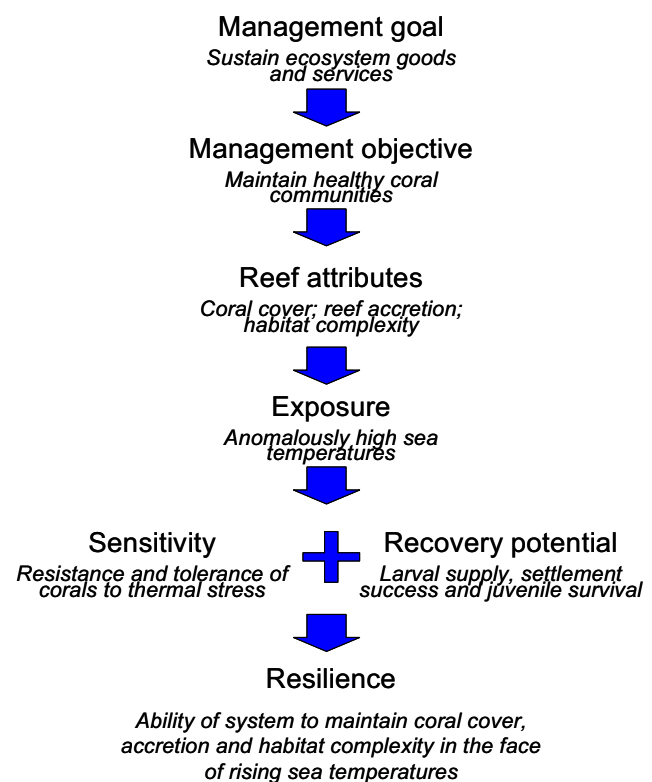 Management goal
Sustain ecosystem goods
and services
Management objective
Maintain healthy coral
communities
Reef attributes
Coral cover; reef accretion;
habitat complexity
Exposure
Anomalously high sea
temperatures
Sensitivity
Resistance and tolerance of
corals to thermal stress
Recovery potential
Larval supply, settlement
success and juvenile survival
Resilience
Ability of system to maintain coral cover,
accretion and habitat complexity in the face
of rising sea temperatures